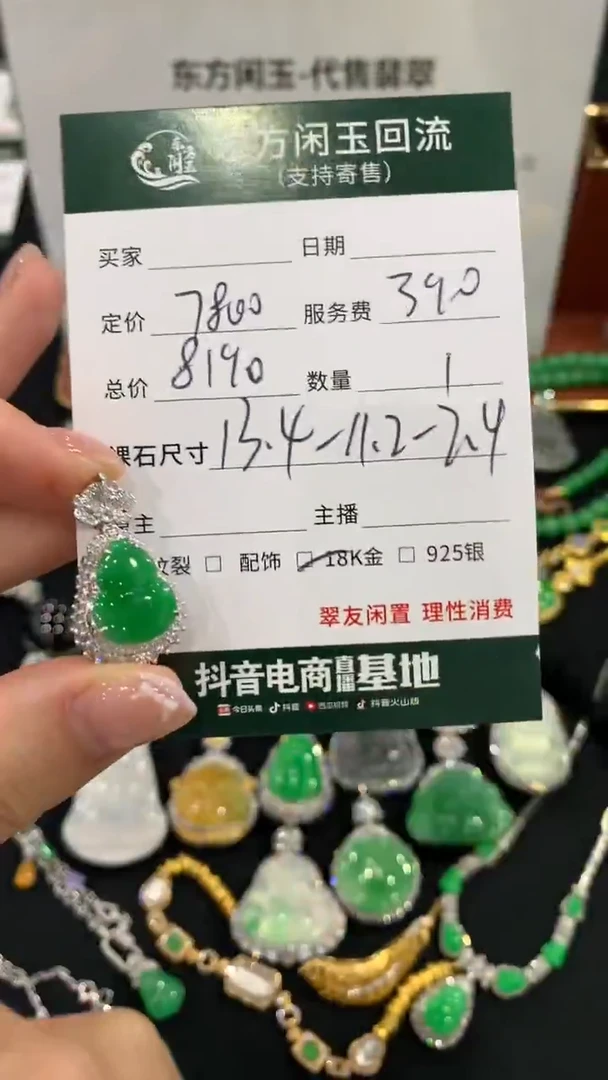 东方闲玉-代售翡翠
方闲玉回流
(支持寄售)
买家 日期
定价 7800 服务费 390
总价 8190 数量 1
裸石尺寸 13.4-11.2-7.4
主 主播
纹裂 □ 配饰 □ 18K金 □ 925银
翠友闲置 理性消费
抖音电商直播基地
今日头条 抖音 西瓜视频 抖音火山版